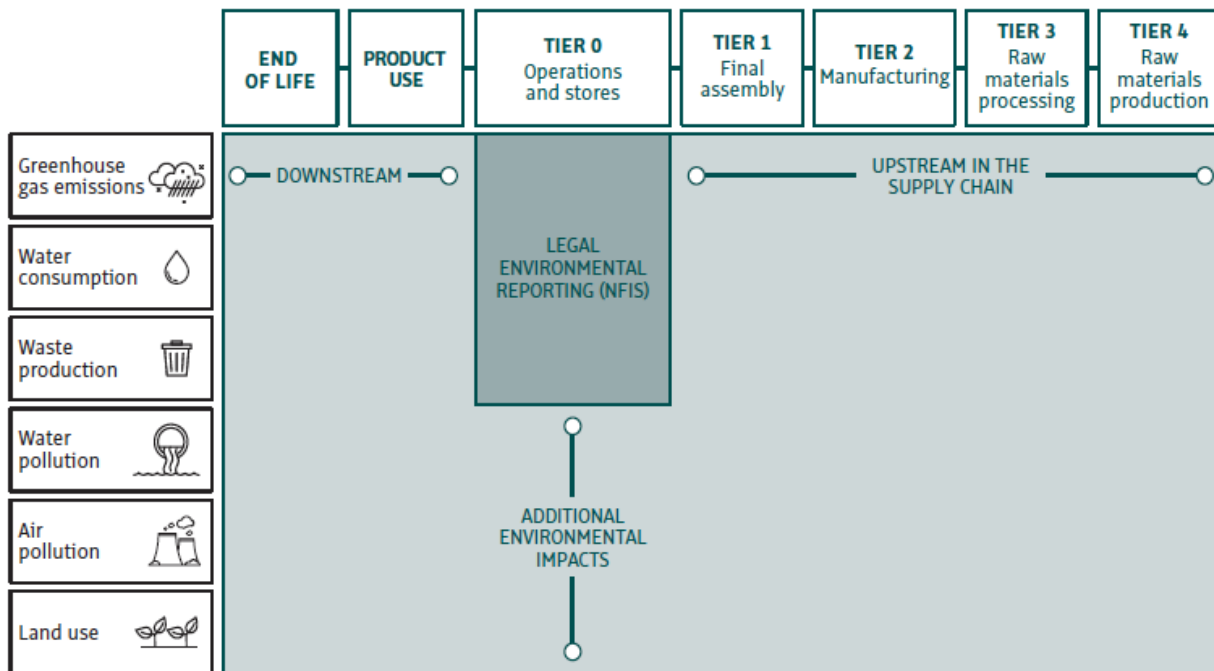 END
OF LIFE
PRODUCT
USE
TIER 0
Operations
and stores
TIER 1
Final
assembly
TIER 2
Manufacturing
TIER 3
Raw
materials
processing
TIER 4
Raw
materials
production
Greenhouse
gas emissions
DOWNSTREAM
UPSTREAM IN THE
SUPPLY CHAIN
Water
consumption
LEGAL
ENVIRONMENTAL
REPORTING (NFIS)
Waste
production
Water
pollution
Air
pollution
ADDITIONAL
ENVIRONMENTAL
IMPACTS
Land use